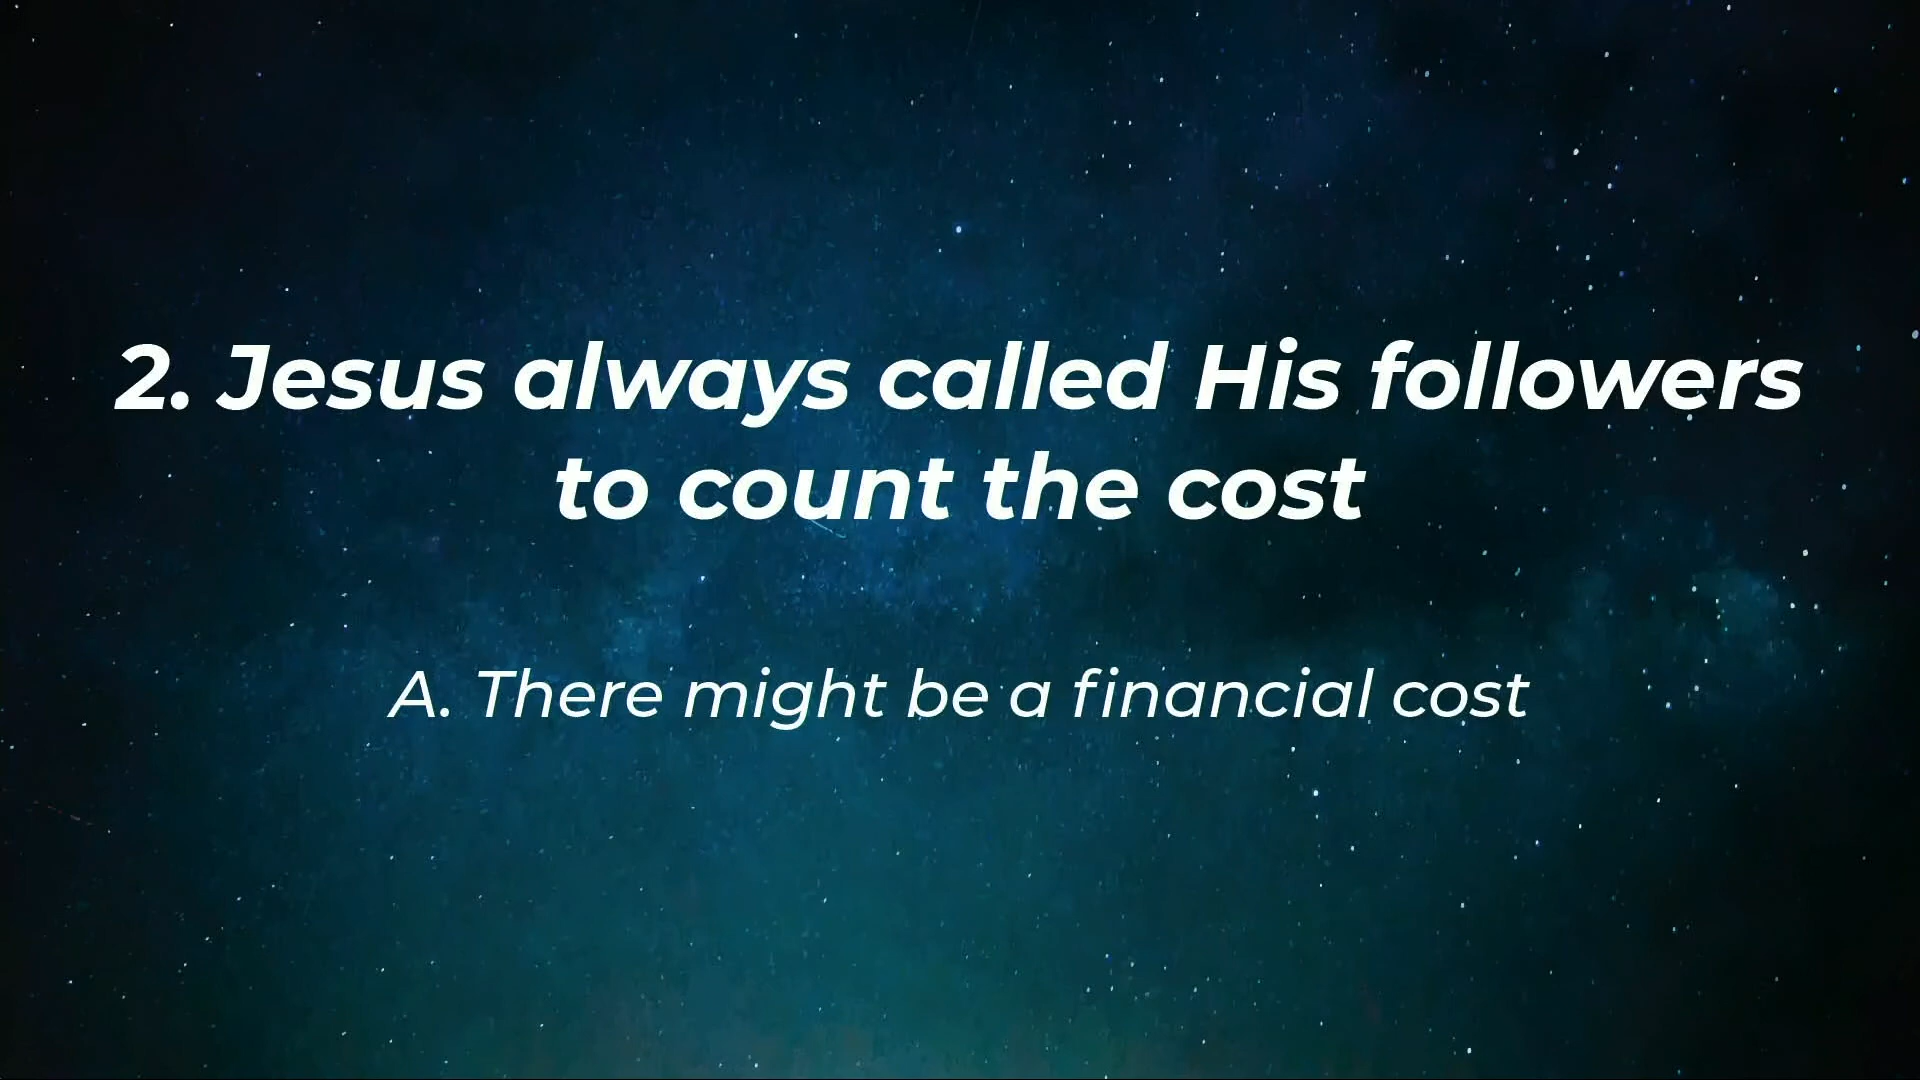 2. Jesus always called His followers
to count the cost
A. There might be a financial cost